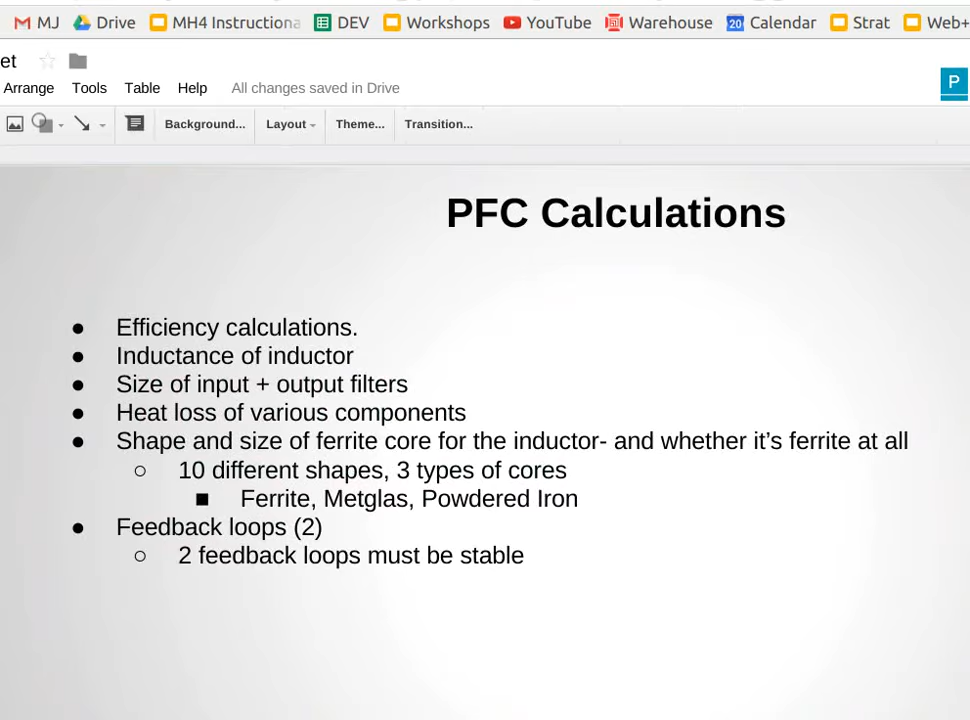 MJ Drive MH4 Instructiona DEV Workshops YouTube Warehouse 20 Calendar Strat Web+
et
Arrange Tools Table Help All changes saved in Drive
P
Background... Layout Theme... Transition...
PFC Calculations
● Efficiency calculations.
● Inductance of inductor
● Size of input + output filters
● Heat loss of various components
● Shape and size of ferrite core for the inductor- and whether it's ferrite at all
○ 10 different shapes, 3 types of cores
■ Ferrite, Metglas, Powdered Iron
● Feedback loops (2)
○ 2 feedback loops must be stable